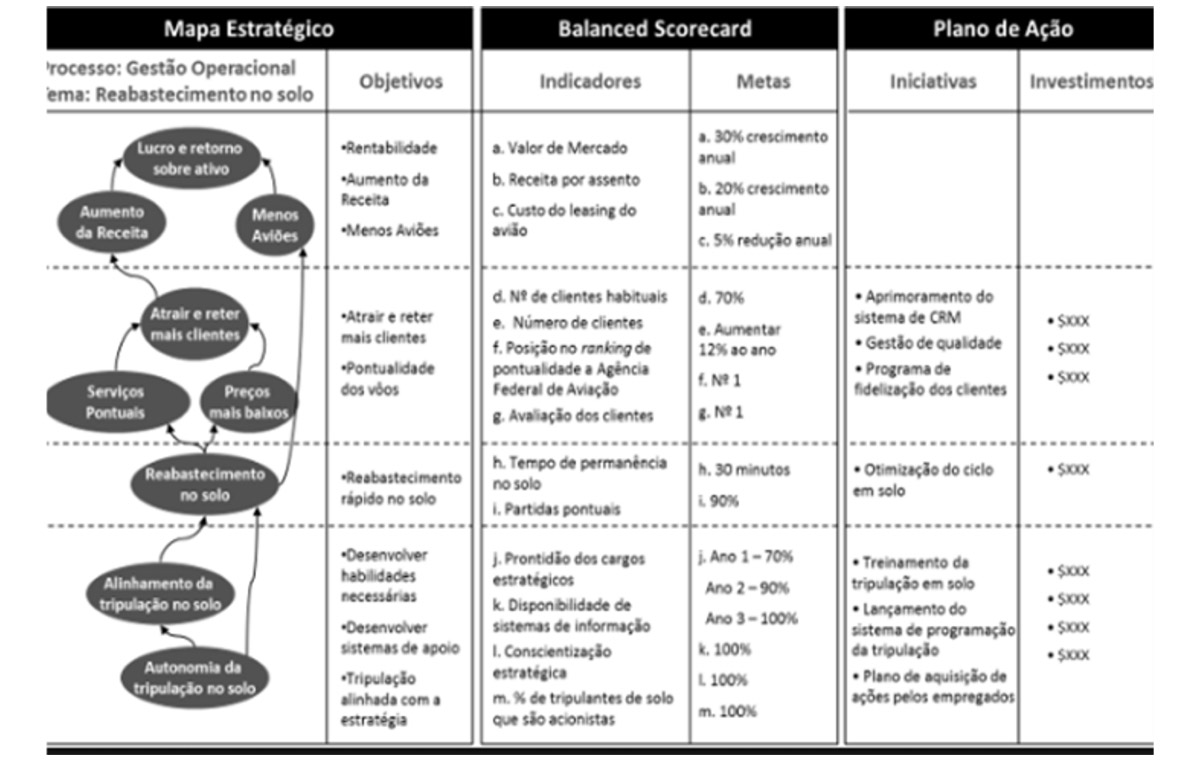 Mapa Estratégico
Balanced Scorecard
Plano de Ação
Processo: Gestão Operacional
Tema: Reabastecimento no solo
Objetivos
Indicadores
Metas
Iniciativas
Investimentos
Lucro e retorno
sobre ativo
Aumento
da Receita
Menos
Aviões
•Rentabilidade
•Aumento da
Receita
•Menos Aviões
a. Valor de Mercado
b. Receita por assento
c. Custo do leasing do
avião
a. 30% crescimento
anual
b. 20% crescimento
anual
c. 5% redução anual
Atrair e reter
mais clientes
Serviços
Pontuais
Preços
mais baixos
•Atrair e reter
mais clientes
•Pontualidade
dos vôos
d. Nº de clientes habituais
e. Número de clientes
f. Posição no ranking de
pontualidade a Agência
Federal de Aviação
g. Avaliação dos clientes
d. 70%
e. Aumentar
12% ao ano
f. Nº 1
g. Nº 1
• Aprimoramento do
sistema de CRM
• Gestão de qualidade
• Programa de
fidelização dos clientes
• $XXX
• $XXX
• $XXX
Reabastecimento
no solo
•Reabastecimento
rápido no solo
h. Tempo de permanência
no solo
i. Partidas pontuais
h. 30 minutos
i. 90%
• Otimização do ciclo
em solo
• $XXX
Alinhamento da
tripulação no solo
Autonomia da
tripulação no solo
•Desenvolver
habilidades
necessárias
•Desenvolver
sistemas de apoio
•Tripulação
alinhada com a
estratégia
j. Prontidão dos cargos
estratégicos
k. Disponibilidade de
sistemas de informação
l. Conscientização
estratégica
m. % de tripulantes de solo
que são acionistas
j. Ano 1 – 70%
Ano 2 – 90%
Ano 3 – 100%
k. 100%
l. 100%
m. 100%
• Treinamento da
tripulação em solo
• Lançamento do
sistema de programação
da tripulação
• Plano de aquisição de
ações pelos empregados
• $XXX
• $XXX
• $XXX
• $XXX